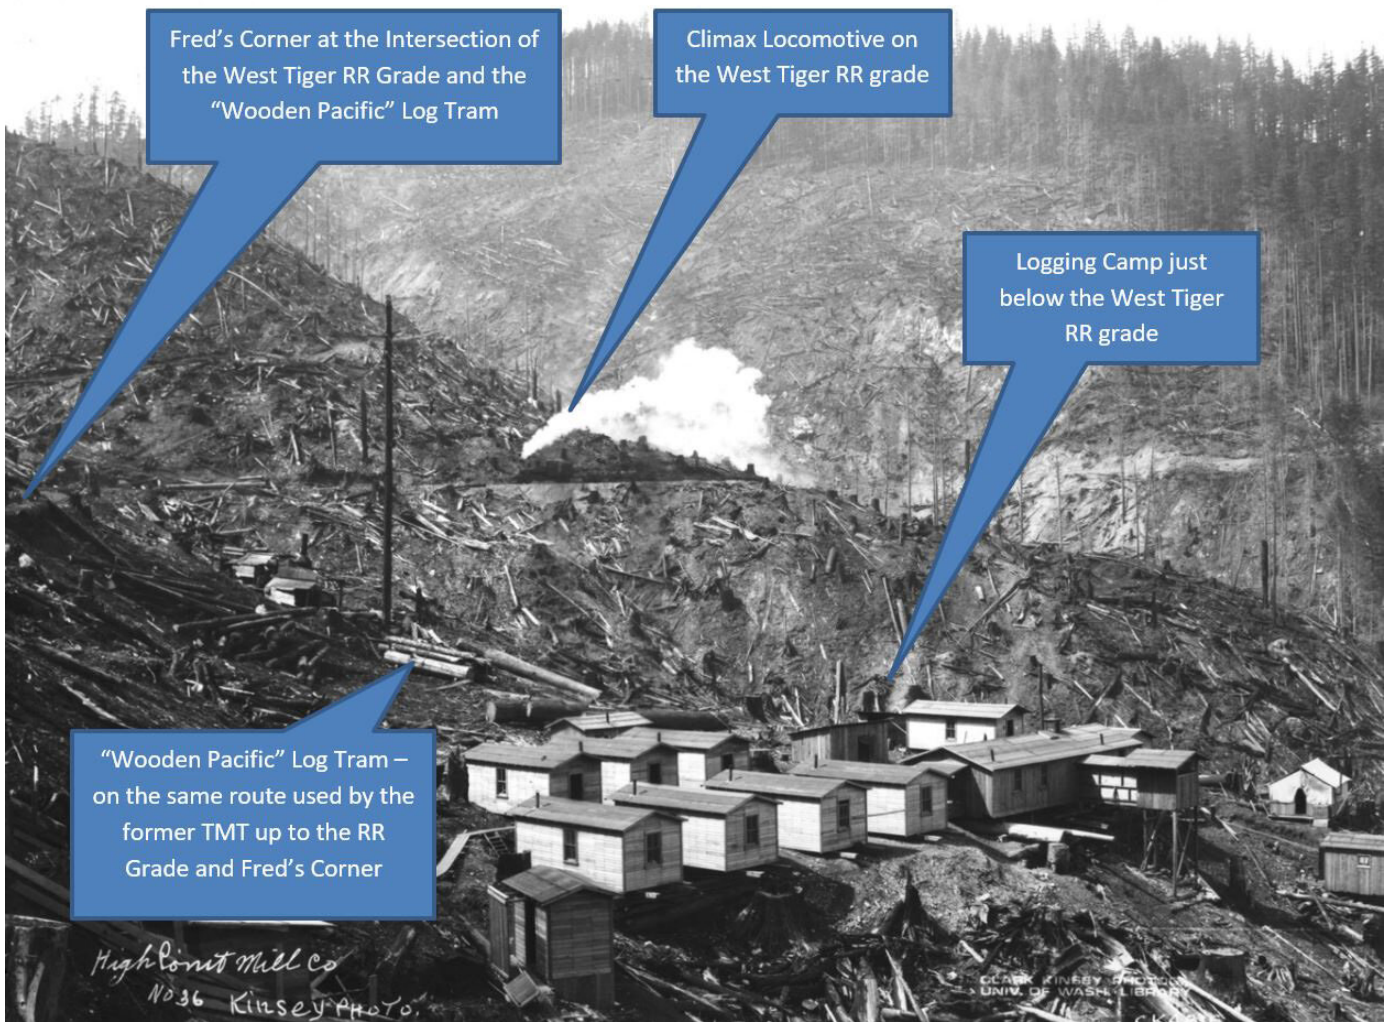 Fred's Corner at the Intersection of
the West Tiger RR Grade and the
“Wooden Pacific” Log Tram
Climax Locomotive on
the West Tiger RR grade
Logging Camp just
below the West Tiger
RR grade
“Wooden Pacific” Log Tram –
on the same route used by the
former TMT up to the RR
Grade and Fred's Corner
High Point Mill Co
No 36 Kinsey Photo.
CLARK KINSEY PHOTO
UNIV. OF WASH. LIBRARY